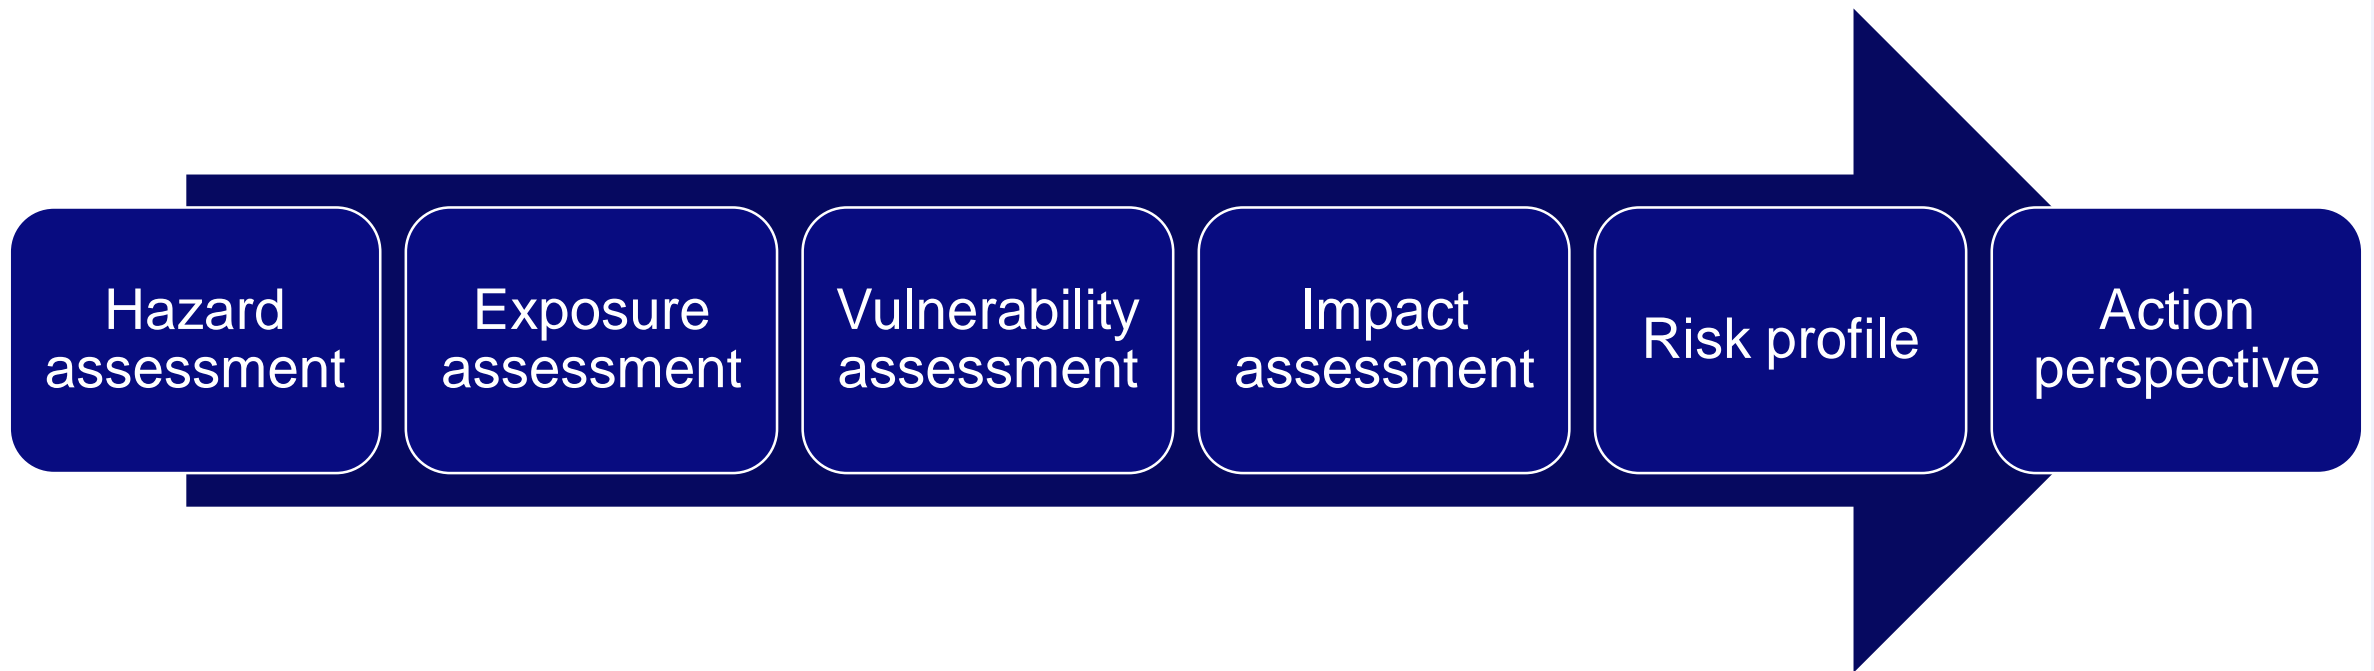 Hazard
assessment
Exposure
assessment
Vulnerability
assessment
Impact
assessment
Risk profile
Action
perspective